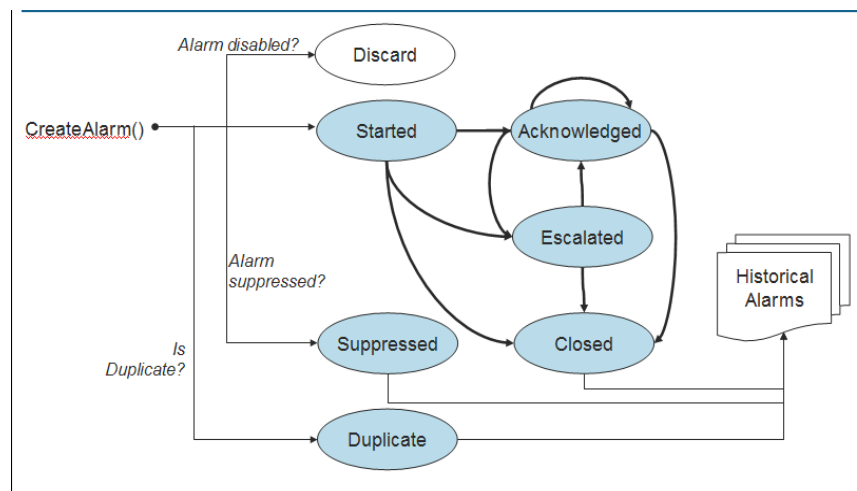 Alarm disabled?
Discard
CreateAlarm()
Started
Acknowledged
Escalated
Alarm
suppressed?
Historical
Alarms
Is
Duplicate?
Suppressed
Closed
Duplicate